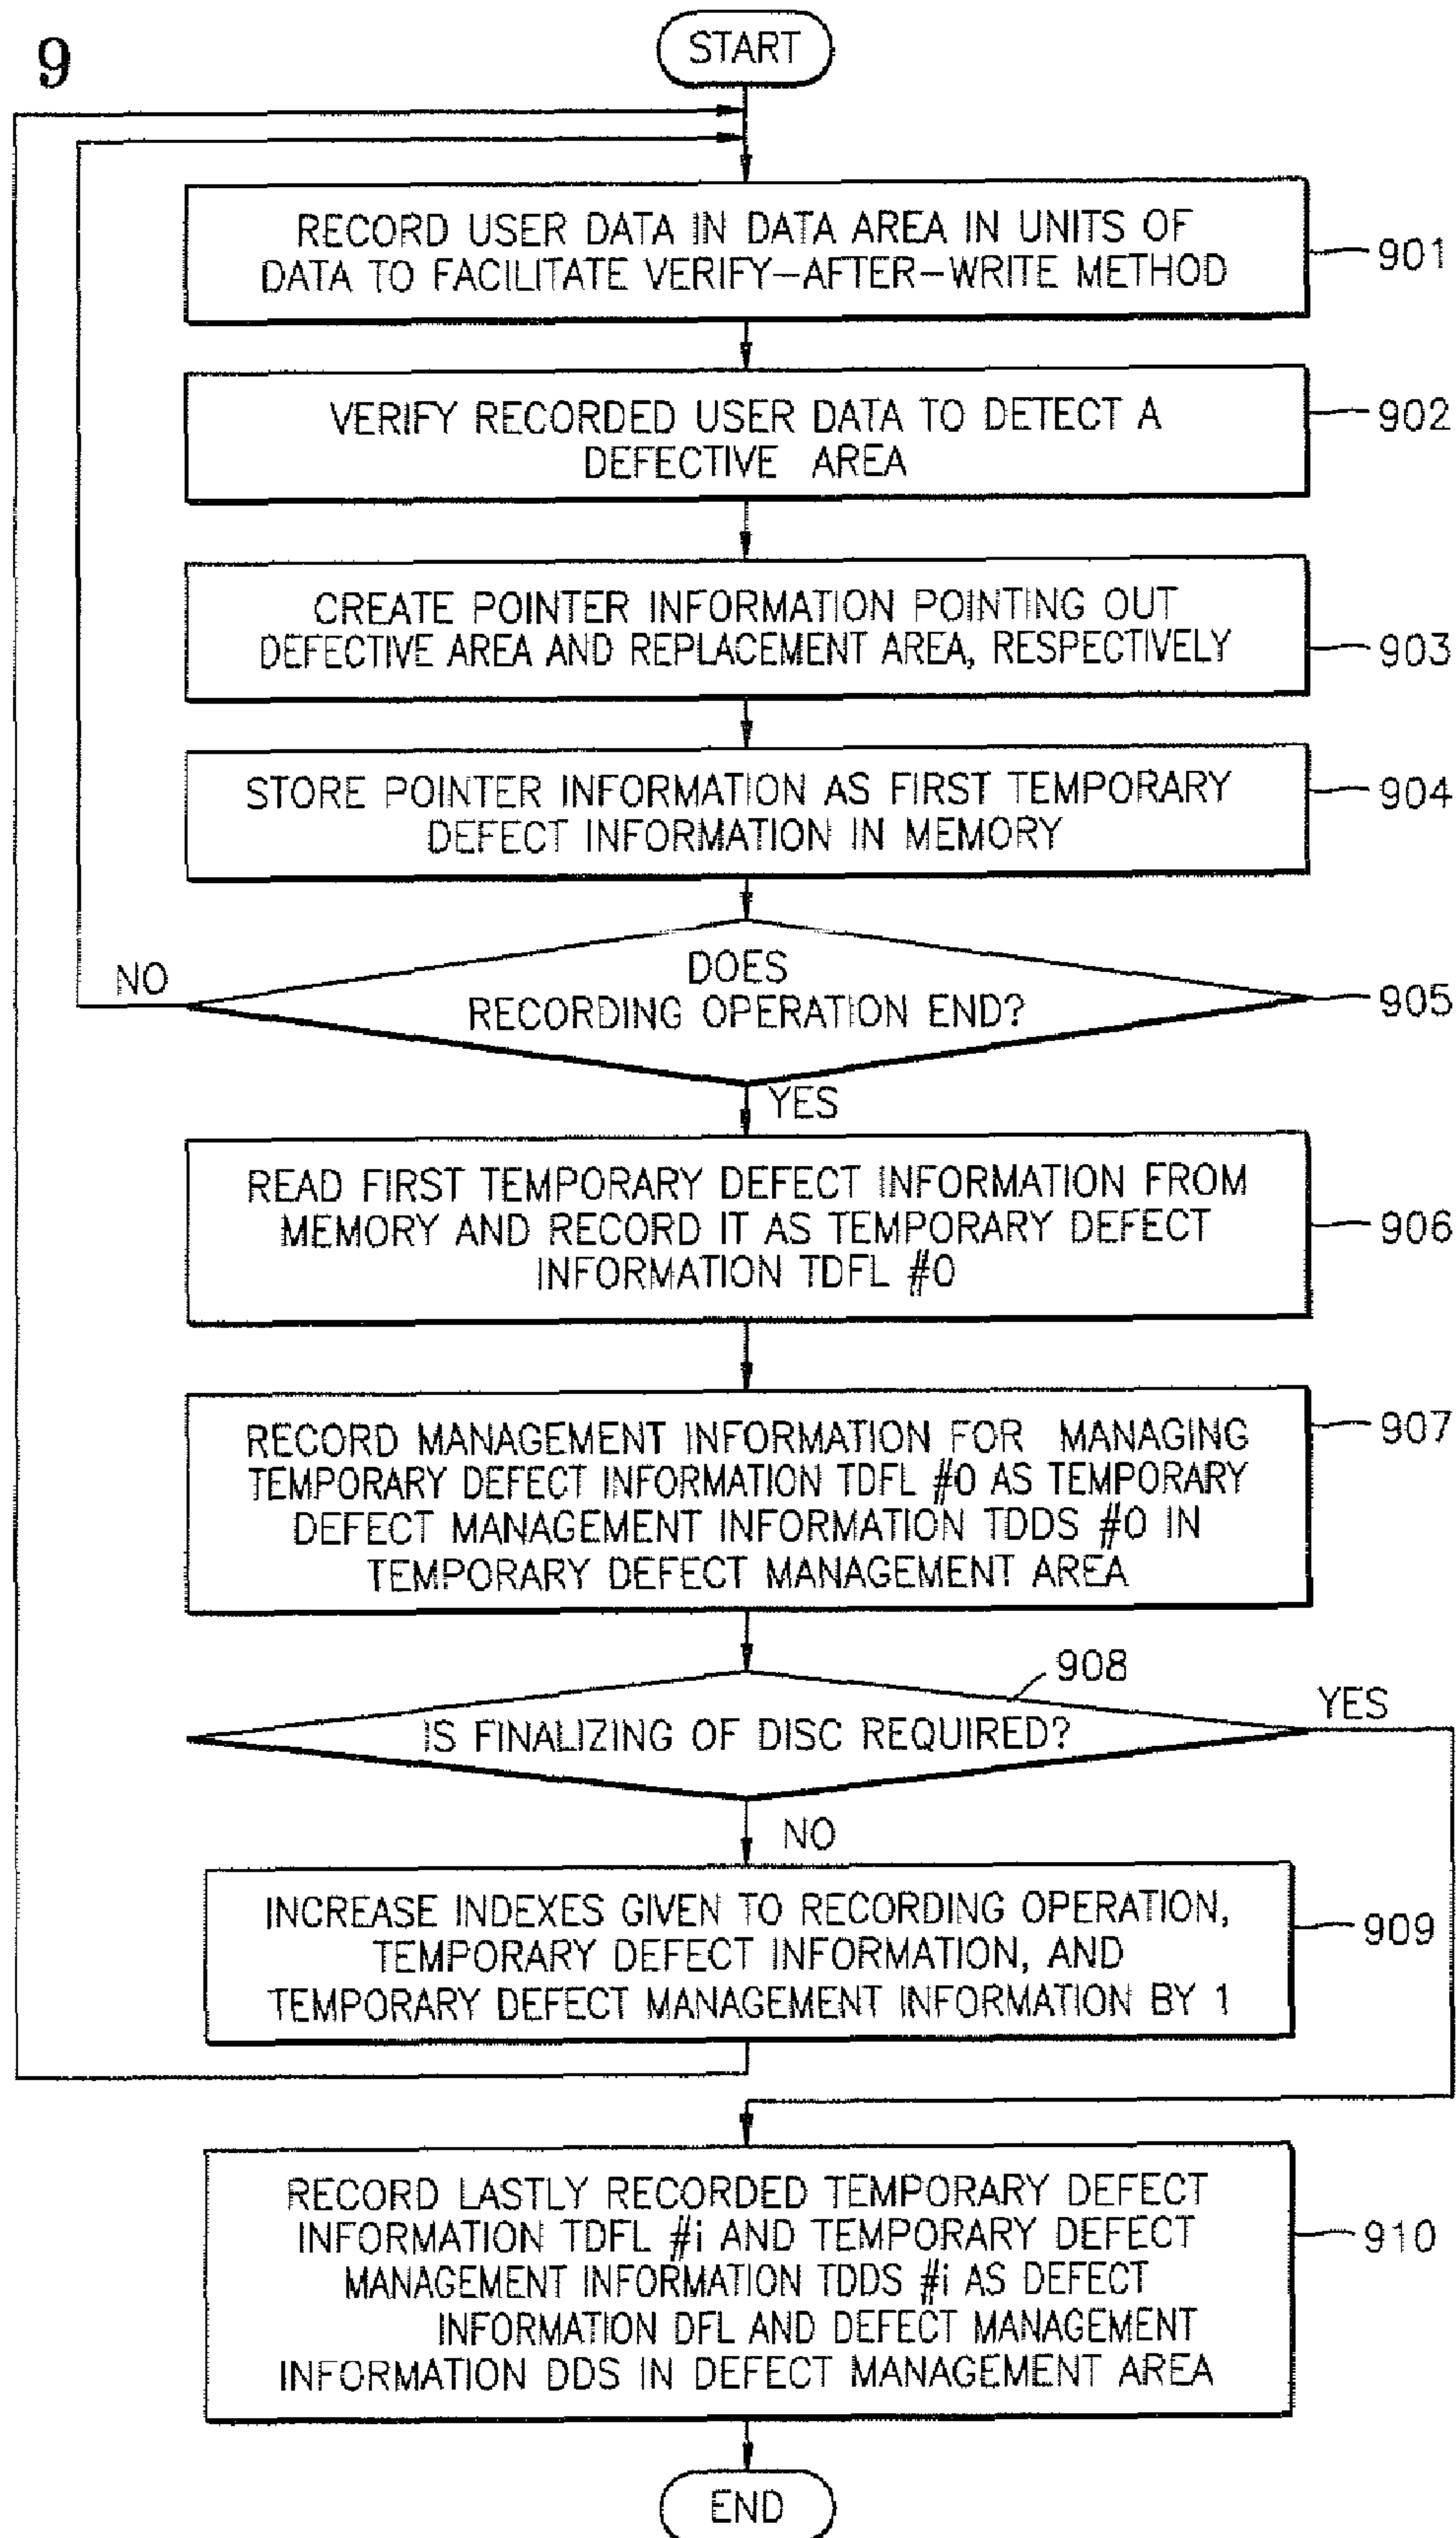 9
START
RECORD USER DATA IN DATA AREA IN UNITS OF
DATA TO FACILITATE VERIFY-AFTER-WRITE METHOD
901
VERIFY RECORDED USER DATA TO DETECT A
DEFECTIVE AREA
902
CREATE POINTER INFORMATION POINTING OUT
DEFECTIVE AREA AND REPLACEMENT AREA, RESPECTIVELY
903
STORE POINTER INFORMATION AS FIRST TEMPORARY
DEFECT INFORMATION IN MEMORY
904
DOES
RECORDING OPERATION END?
905
NO
YES
READ FIRST TEMPORARY DEFECT INFORMATION FROM
MEMORY AND RECORD IT AS TEMPORARY DEFECT
INFORMATION TDFL #0
906
RECORD MANAGEMENT INFORMATION FOR MANAGING
TEMPORARY DEFECT INFORMATION TDFL #0 AS TEMPORARY
DEFECT MANAGEMENT INFORMATION TDDS #0 IN
TEMPORARY DEFECT MANAGEMENT AREA
907
908
IS FINALIZING OF DISC REQUIRED?
YES
NO
INCREASE INDEXES GIVEN TO RECORDING OPERATION,
TEMPORARY DEFECT INFORMATION, AND
TEMPORARY DEFECT MANAGEMENT INFORMATION BY 1
909
RECORD LASTLY RECORDED TEMPORARY DEFECT
INFORMATION TDFL #i AND TEMPORARY DEFECT
MANAGEMENT INFORMATION TDDS #i AS DEFECT
INFORMATION DFL AND DEFECT MANAGEMENT
INFORMATION DDS IN DEFECT MANAGEMENT AREA
910
END